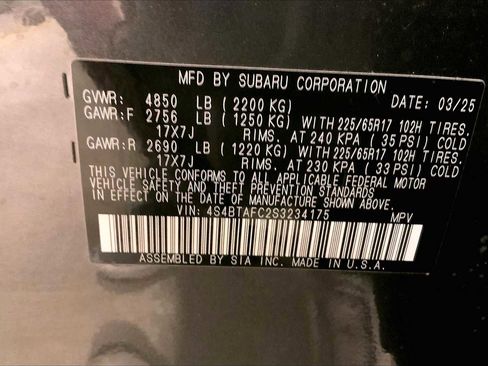 MFD BY SUBARU CORPORATION DATE: 03/25
GVWR: 4850 LB (2200 KG)
GAWR:F 2756 LB (1250 KG) WITH 225/65R17 102H TIRES
17X7J RIMS, AT 240 KPA (35 PSI) COLD
GAWR:R 2690 LB (1220 KG) WITH 225/65R17 102H TIRES
17X7J RIMS, AT 230 KPA (33 PSI) COLD
THIS VEHICLE CONFORMS TO ALL APPLICABLE FEDERAL MOTOR
VEHICLE SAFETY AND THEFT PREVENTION STANDARDS
IN EFFECT ON THE DATE OF MANUFACTURE SHOWN ABOVE.
VIN: 4S4BTAFC2S3234175 MPV
ASSEMBLED BY SIA INC. MADE IN U.S.A.